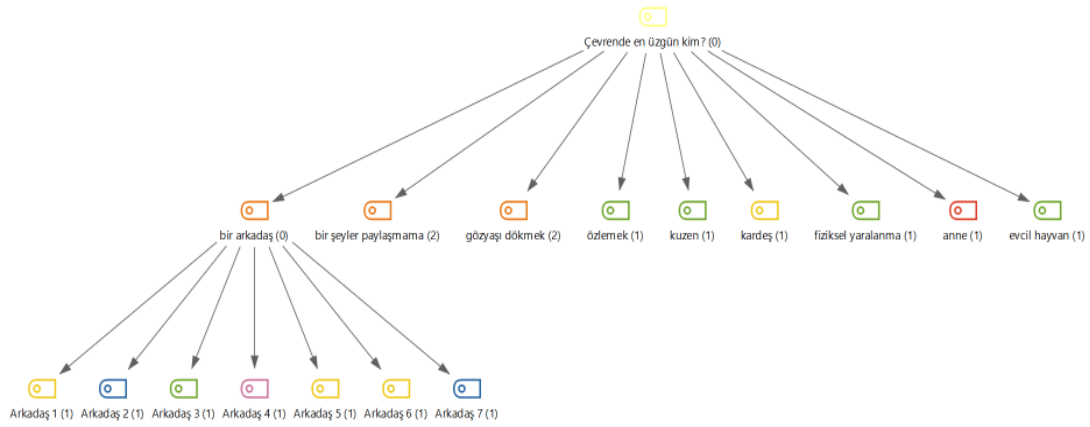 Çevrende en üzgün kim? (0)
bir arkadaş (0)
bir şeyler paylaşmama (2)
gözyaşı dökmek (2)
özlemek (1)
kuzen (1)
kardeş (1)
fiziksel yaralanma (1)
anne (1)
evcil hayvan (1)
Arkadaş 1 (1)
Arkadaş 2 (1)
Arkadaş 3 (1)
Arkadaş 4 (1)
Arkadaş 5 (1)
Arkadaş 6 (1)
Arkadaş 7 (1)